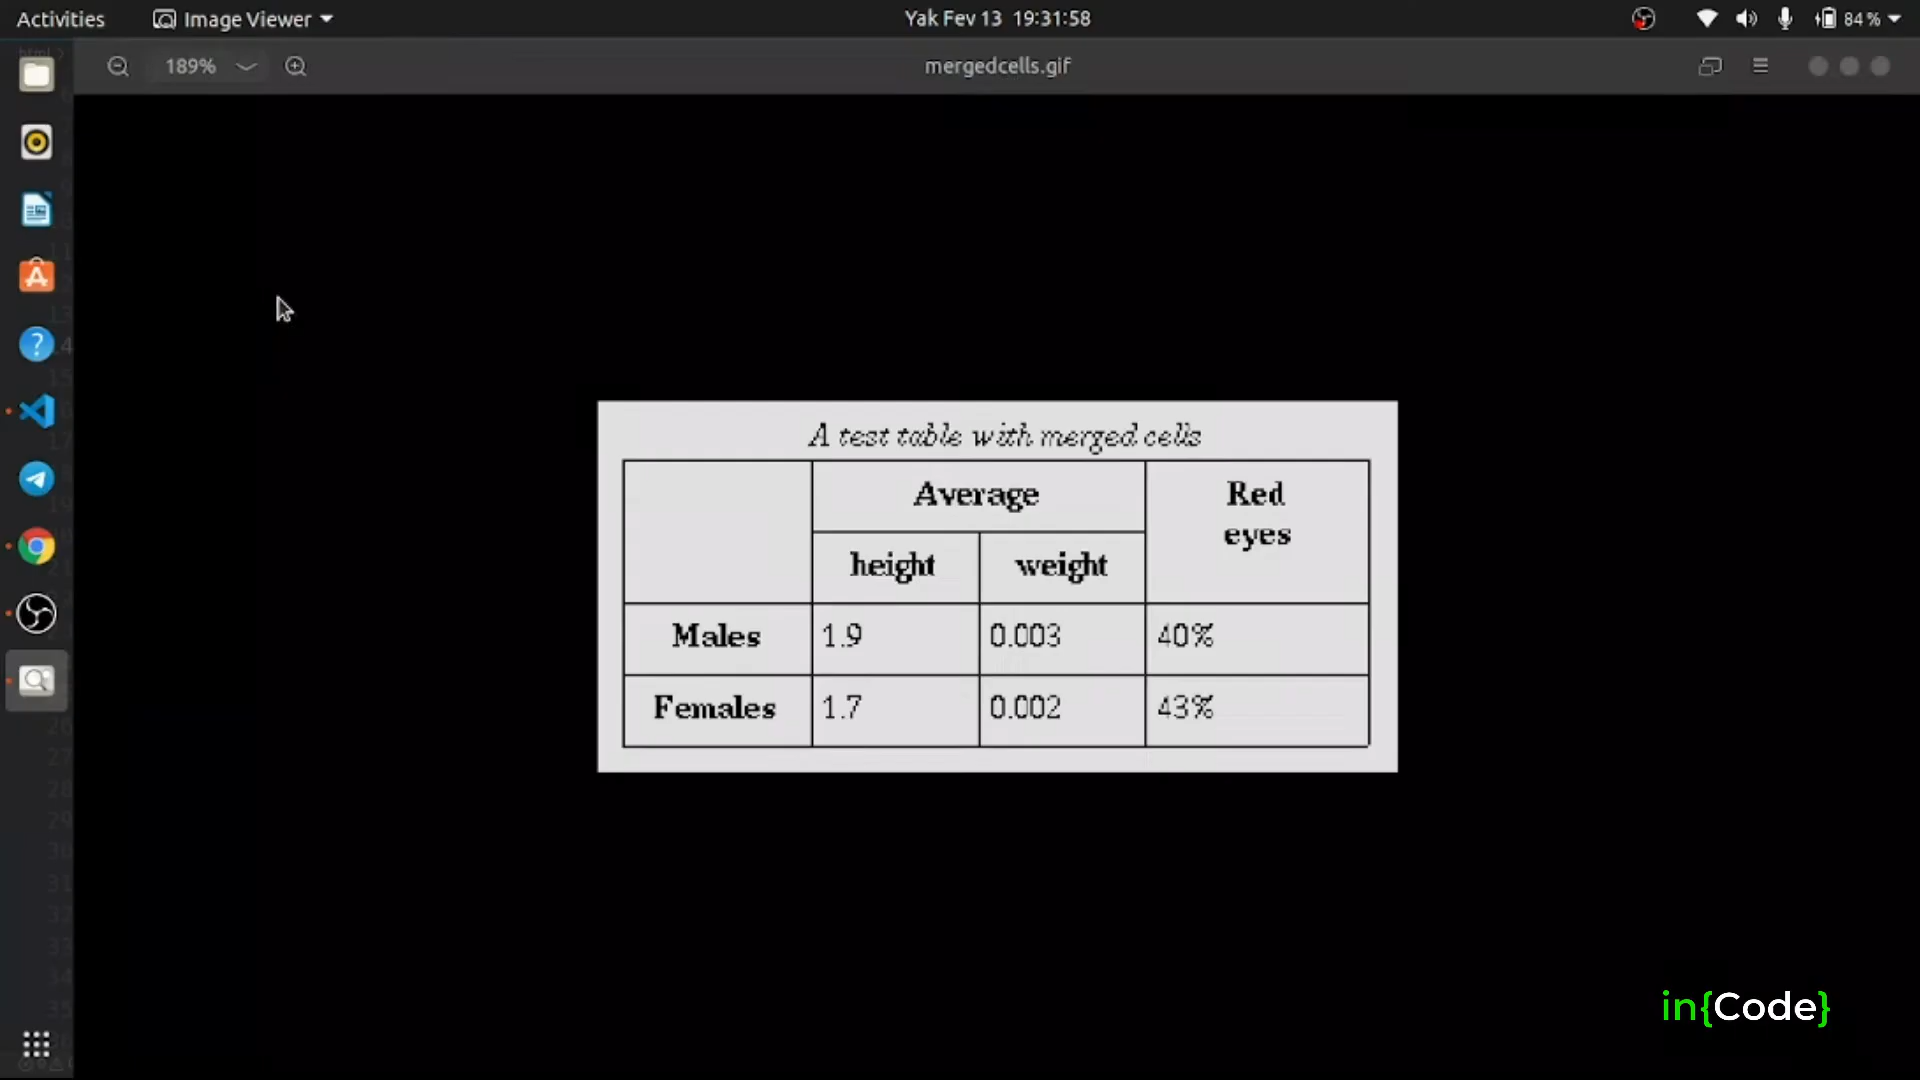 Activities
Image Viewer
Yak Fev 13 19:31:58
84 %
189%
mergedcells.gif
A test table with merged cells
Average
Red
eyes
height
weight
Males
1.9
0.003
40%
Females
1.7
0.002
43%
in{Code}